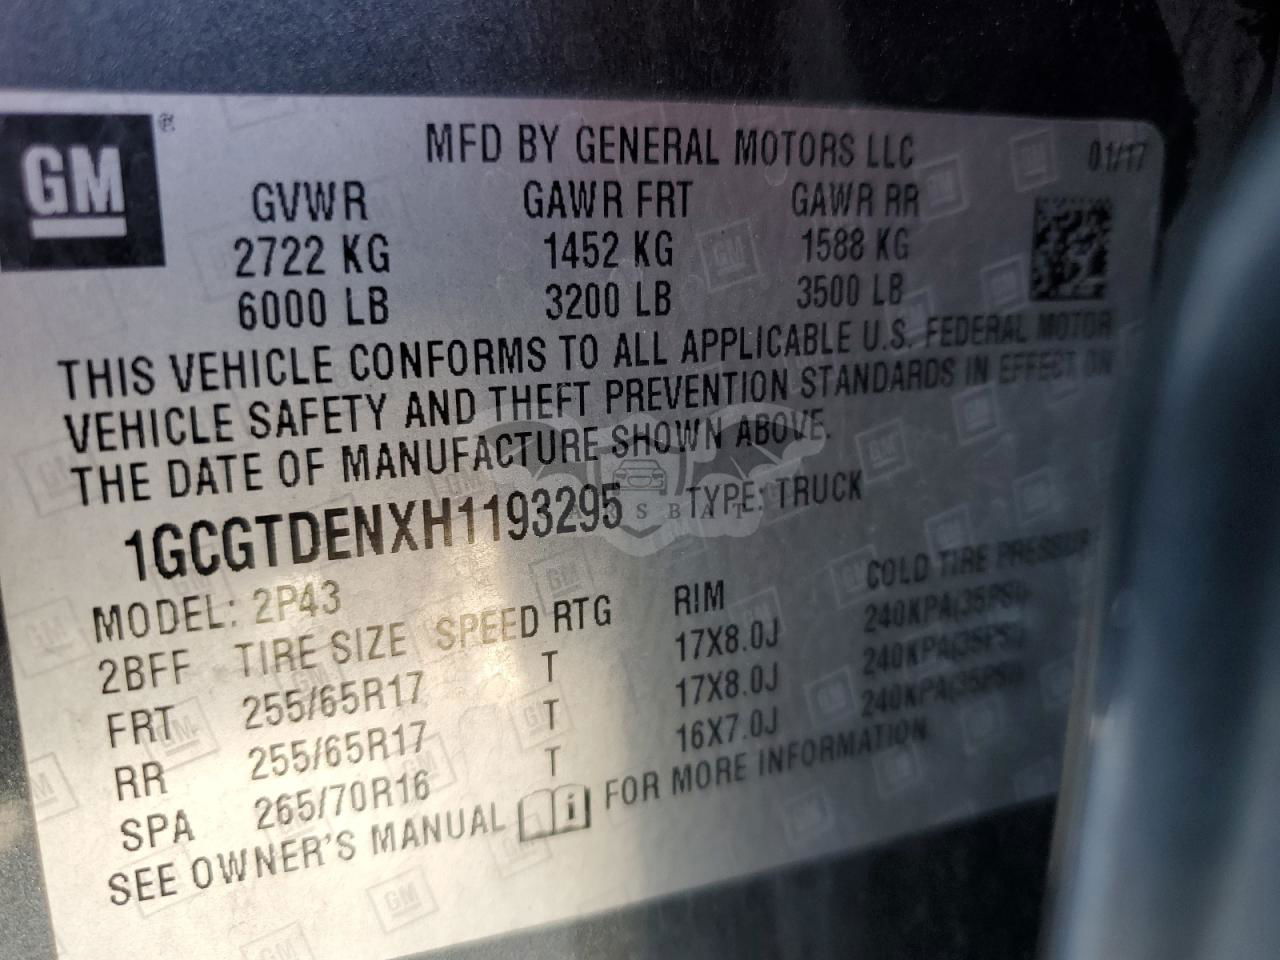 GM®
MFD BY GENERAL MOTORS LLC 01/17
GVWR GAWR FRT GAWR RR
2722 KG 1452 KG 1588 KG
6000 LB 3200 LB 3500 LB
THIS VEHICLE CONFORMS TO ALL APPLICABLE U.S. FEDERAL MOTOR
VEHICLE SAFETY AND THEFT PREVENTION STANDARDS IN EFFECT ON
THE DATE OF MANUFACTURE SHOWN ABOVE.
1GCGTDENXH1193295 TYPE: TRUCK
CARSBAT
MODEL: 2P43
2BFF TIRE SIZE SPEED RTG RIM COLD TIRE PRESSURE
FRT 255/65R17 T 17X8.0J 240KPA(35PSI)
RR 255/65R17 T 17X8.0J 240KPA(35PSI)
SPA 265/70R16 T 16X7.0J 240KPA(35PSI)
SEE OWNER'S MANUAL i FOR MORE INFORMATION